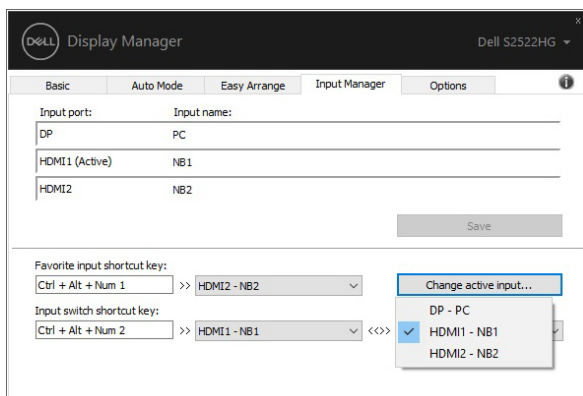 x
DELL Display Manager Dell S2522HG
Basic Auto Mode Easy Arrange Input Manager Options i
Input port: Input name:
DP PC
HDMI1 (Active) NB1
HDMI2 NB2
Save
Favorite input shortcut key:
Ctrl + Alt + Num 1 >> HDMI2 - NB2 Change active input...
Input switch shortcut key:
Ctrl + Alt + Num 2 >> HDMI1 - NB1 <<>>
DP - PC
✓ HDMI1 - NB1
HDMI2 - NB2